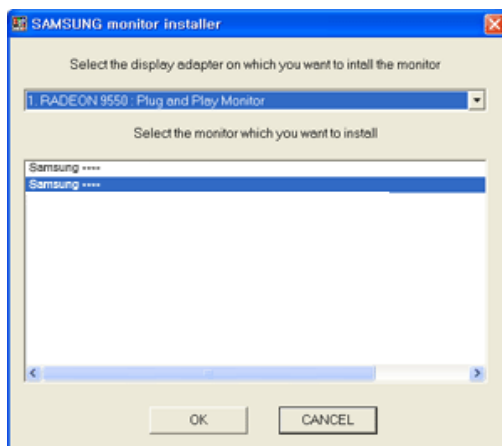 SAMSUNG monitor installer
Select the display adapter on which you want to intall the monitor
1. RADEON 9550 : Plug and Play Monitor
Select the monitor which you want to install
Samsung ****
Samsung ****
OK
CANCEL